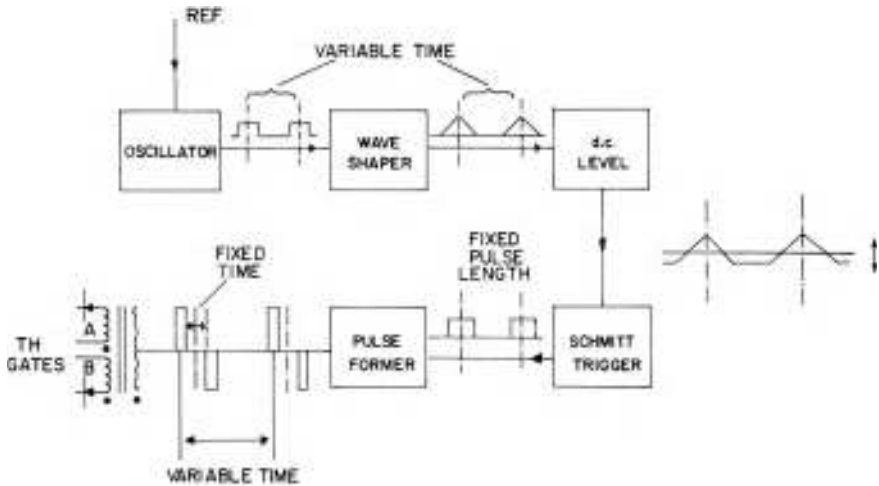 REF.
VARIABLE TIME
OSCILLATOR
WAVE
SHAPER
d.c.
LEVEL
FIXED
TIME
FIXED
PULSE
LENGTH
TH
GATES
A
B
PULSE
FORMER
SCHMITT
TRIGGER
VARIABLE TIME